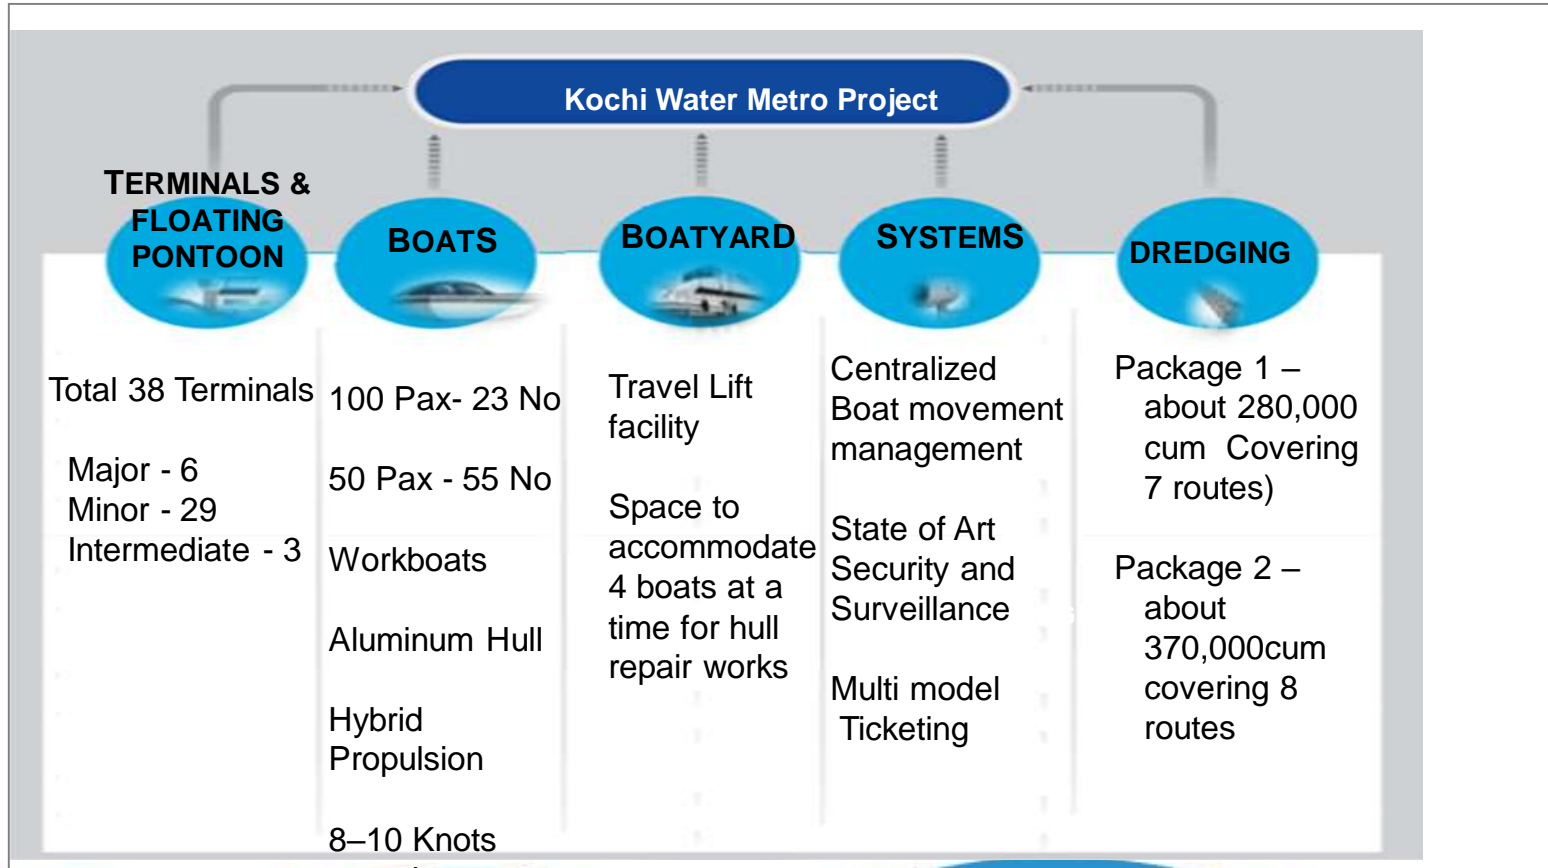 Kochi Water Metro Project
TERMINALS &
FLOATING
PONTOON
BOATS
BOATYARD
SYSTEMS
DREDGING
Total 38 Terminals
Major - 6
Minor - 29
Intermediate - 3
100 Pax- 23 No
50 Pax - 55 No
Workboats
Aluminum Hull
Hybrid
Propulsion
8–10 Knots
Travel Lift
facility
Space to
accommodate
4 boats at a
time for hull
repair works
Centralized
Boat movement
management
State of Art
Security and
Surveillance
Multi model
Ticketing
Package 1 –
about 280,000
cum Covering
7 routes)
Package 2 –
about
370,000cum
covering 8
routes